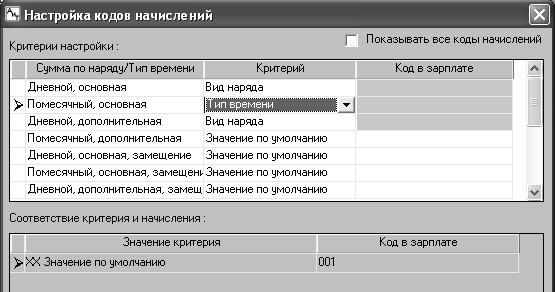 Настройка кодов начислений
Критерии настройки :
Показывать все коды начислений
Сумма по наряду/Тип времени Критерий Код в зарплате
Дневной, основная Вид наряда
Помесячный, основная Тип времени
Дневной, дополнительная Вид наряда
Помесячный, дополнительная Значение по умолчанию
Дневной, основная, замещение Значение по умолчанию
Помесячный, основная, замещени Значение по умолчанию
Дневной, дополнительная, замещ Значение по умолчанию
Соответствие критерия и начисления :
Значение критерия Код в зарплате
XX Значение по умолчанию 001